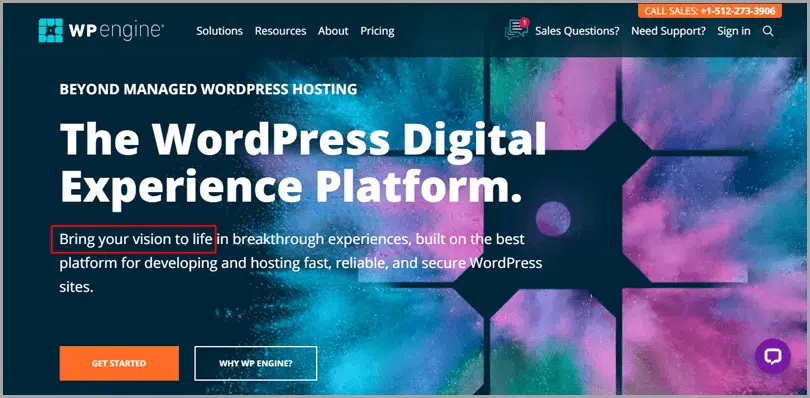 CALL SALES: +1-512-273-3906
WP engine®
Solutions Resources About Pricing
1
Sales Questions? Need Support? Sign in
BEYOND MANAGED WORDPRESS HOSTING
The WordPress Digital
Experience Platform.
Bring your vision to life in breakthrough experiences, built on the best
platform for developing and hosting fast, reliable, and secure WordPress
sites.
GET STARTED
WHY WP ENGINE?